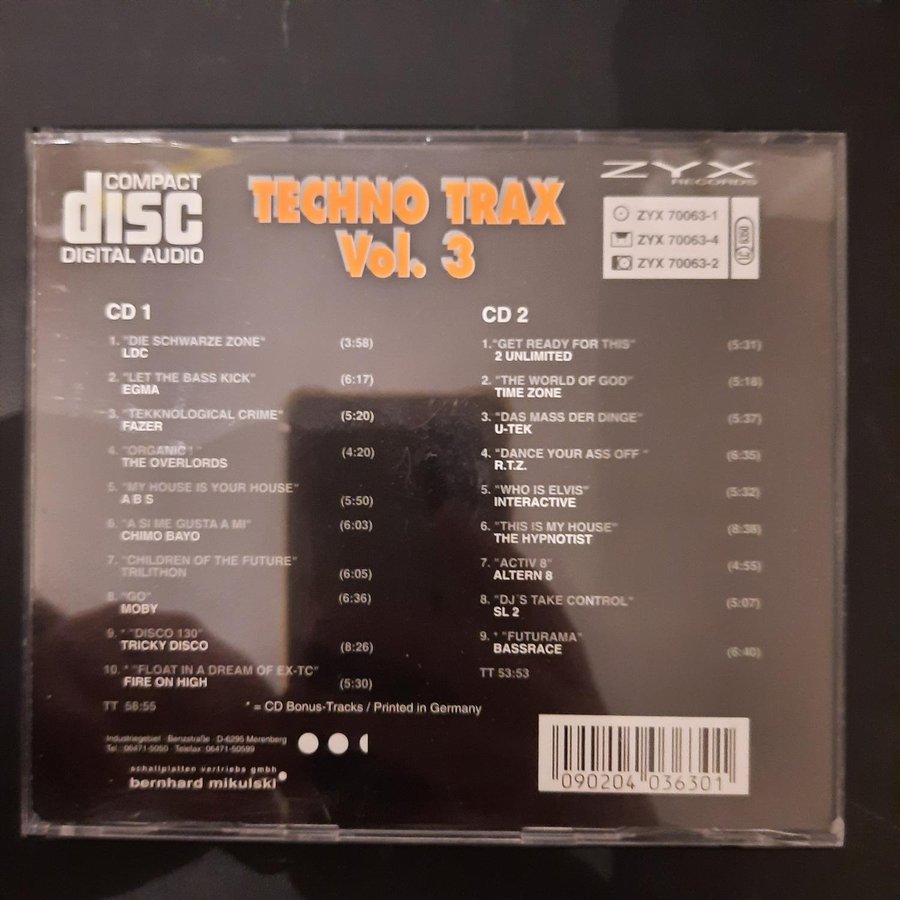 COMPACT
disc
DIGITAL AUDIO
TECHNO TRAX
Vol. 3
ZYX
RECORDS
ZYX 70063-1
ZYX 70063-4
ZYX 70063-2
CD 1
1. "DIE SCHWARZE ZONE" (3:58)
LDC
2. "LET THE BASS KICK" (6:17)
EGMA
3. "TEKKNOLOGICAL CRIME" (5:20)
FAZER
4. "ORGANIC!" (4:20)
THE OVERLORDS
5. "MY HOUSE IS YOUR HOUSE"
A B S (5:50)
6. "A SI ME GUSTA A MI" (6:03)
CHIMO BAYO
7. "CHILDREN OF THE FUTURE"
TRILITHON (6:05)
8. "GO" (6:36)
MOBY
9. * "DISCO 130"
TRICKY DISCO (8:26)
10. * "FLOAT IN A DREAM OF EX-TC"
FIRE ON HIGH (5:30)
TT 58:55
* = CD Bonus-Tracks / Printed in Germany
CD 2
1. "GET READY FOR THIS" (5:31)
2 UNLIMITED
2. "THE WORLD OF GOD" (5:18)
TIME ZONE
3. "DAS MASS DER DINGE" (5:37)
U-TEK
4. "DANCE YOUR ASS OFF " (6:35)
R.T.Z.
5. "WHO IS ELVIS" (5:32)
INTERACTIVE
6. "THIS IS MY HOUSE" (8:38)
THE HYPNOTIST
7. "ACTIV 8" (4:55)
ALTERN 8
8. "DJ´S TAKE CONTROL" (5:07)
SL 2
9. * "FUTURAMA"
BASSRACE (6:40)
TT 53:53
Industriegebiet · Benzstraße · D-6295 Merenberg
Tel.: 06471-5050 · Telefax 06471-50599
schallplatten vertriebs gmbh
bernhard mikulski
090204 036301